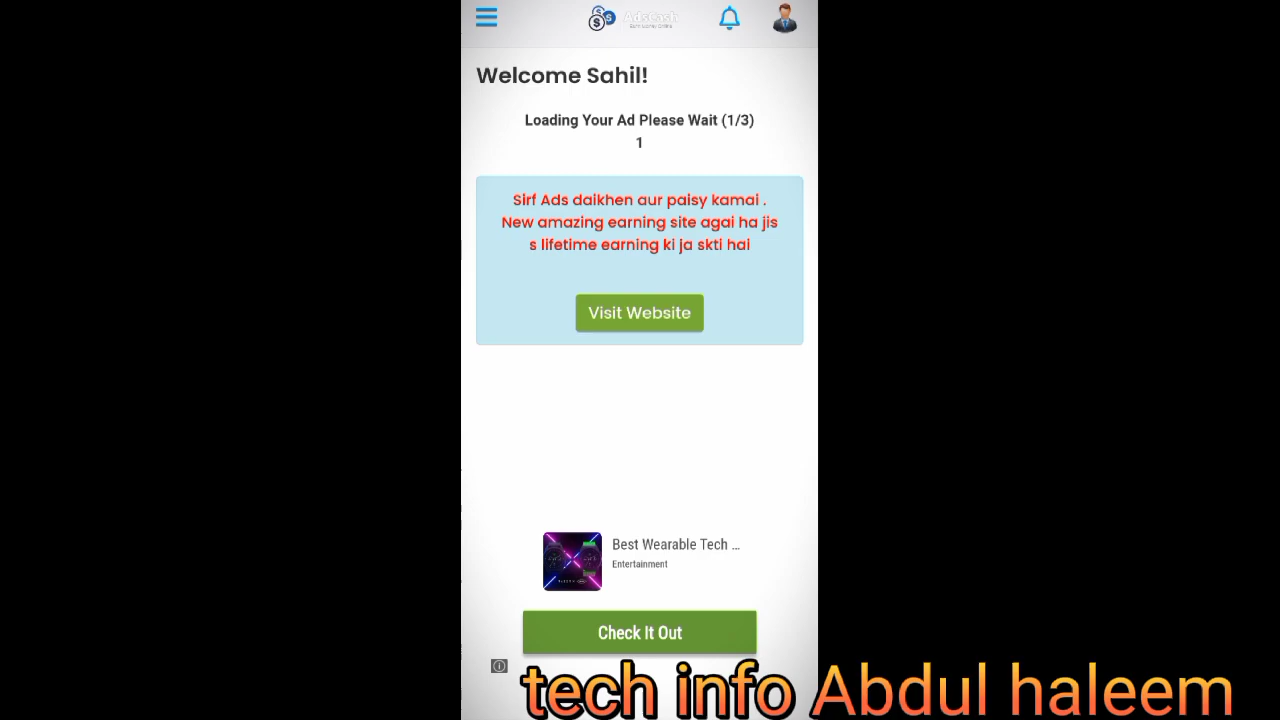 AdsCash
Welcome Sahil!
Loading Your Ad Please Wait (1/3)
1
Sirf Ads daikhen aur paisy kamai .
New amazing earning site agai ha jis
s lifetime earning ki ja skti hai
Visit Website
Best Wearable Tech ...
Entertainment
Check It Out
tech info Abdul haleem